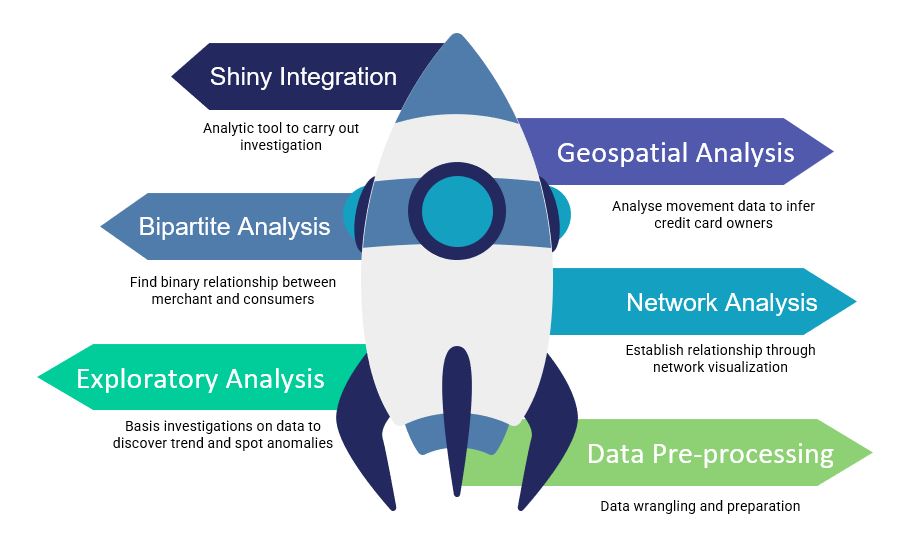 Shiny Integration
Analytic tool to carry out
investigation
Geospatial Analysis
Analyse movement data to infer
credit card owners
Bipartite Analysis
Find binary relationship between
merchant and consumers
Network Analysis
Establish relationship through
network visualization
Exploratory Analysis
Basis investigations on data to
discover trend and spot anomalies
Data Pre-processing
Data wrangling and preparation